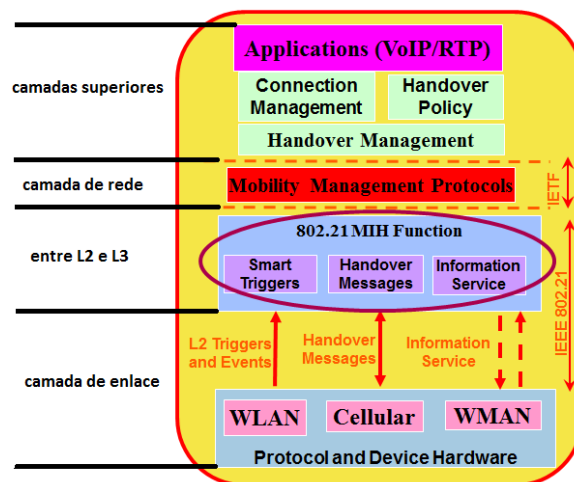 Applications (VoIP/RTP)
camadas superiores
Connection
Management
Handover
Policy
Handover Management
camada de rede
Mobility Management Protocols
IETF
entre L2 e L3
802.21 MIH Function
Smart
Triggers
Handover
Messages
Information
Service
IEEE 802.21
L2 Triggers
and Events
Handover
Messages
Information
Service
camada de enlace
WLAN
Cellular
WMAN
Protocol and Device Hardware